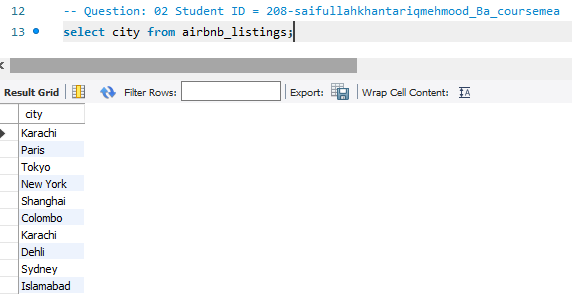 12 -- Question: 02 Student ID = 208-saifullahkhantariqmehmood_Ba_coursemea
13 select city from airbnb_listings;
Result Grid Filter Rows: Export: Wrap Cell Content:
city
Karachi
Paris
Tokyo
New York
Shanghai
Colombo
Karachi
Dehli
Sydney
Islamabad